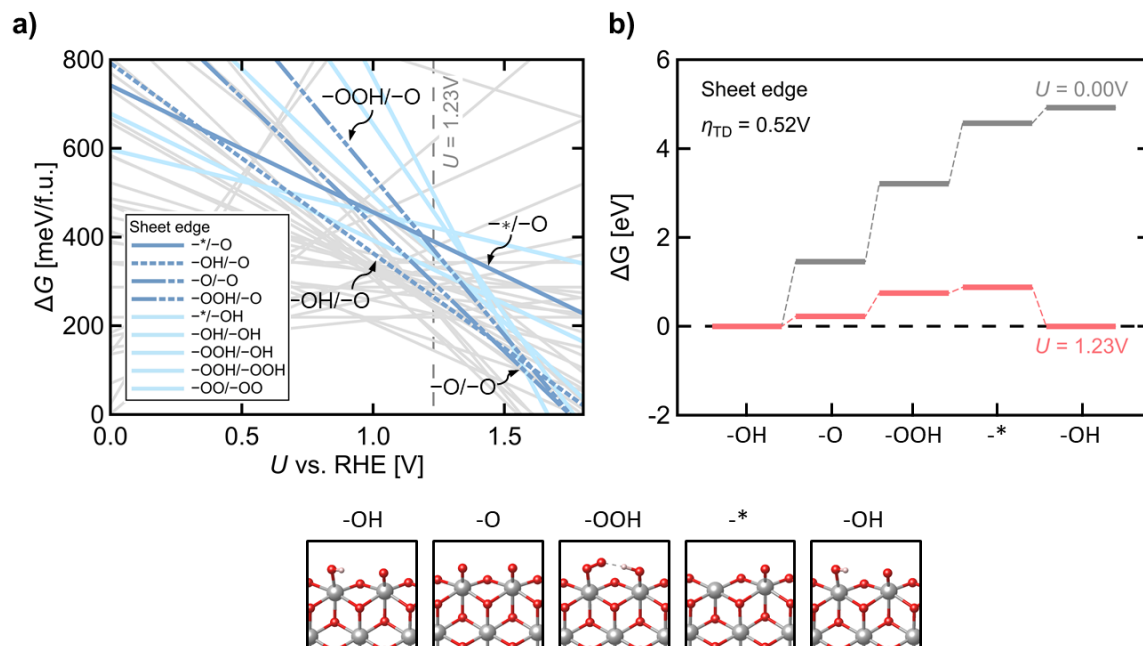 a)
ΔG [meV/f.u.]
800
600
400
200
0
0.0 0.5 1.0 1.5
U vs. RHE [V]
−OOH/−O
U = 1.23V
−*/−O
−OH/−O
−O/−O
Sheet edge
−*/−O
−OH/−O
−O/−O
−OOH/−O
−*/−OH
−OH/−OH
−OOH/−OH
−OOH/−OOH
−OO/−OO
b)
ΔG [eV]
6
4
2
0
-2
Sheet edge
ηTD = 0.52V
U = 0.00V
U = 1.23V
-OH -O -OOH -* -OH
-OH -O -OOH -* -OH